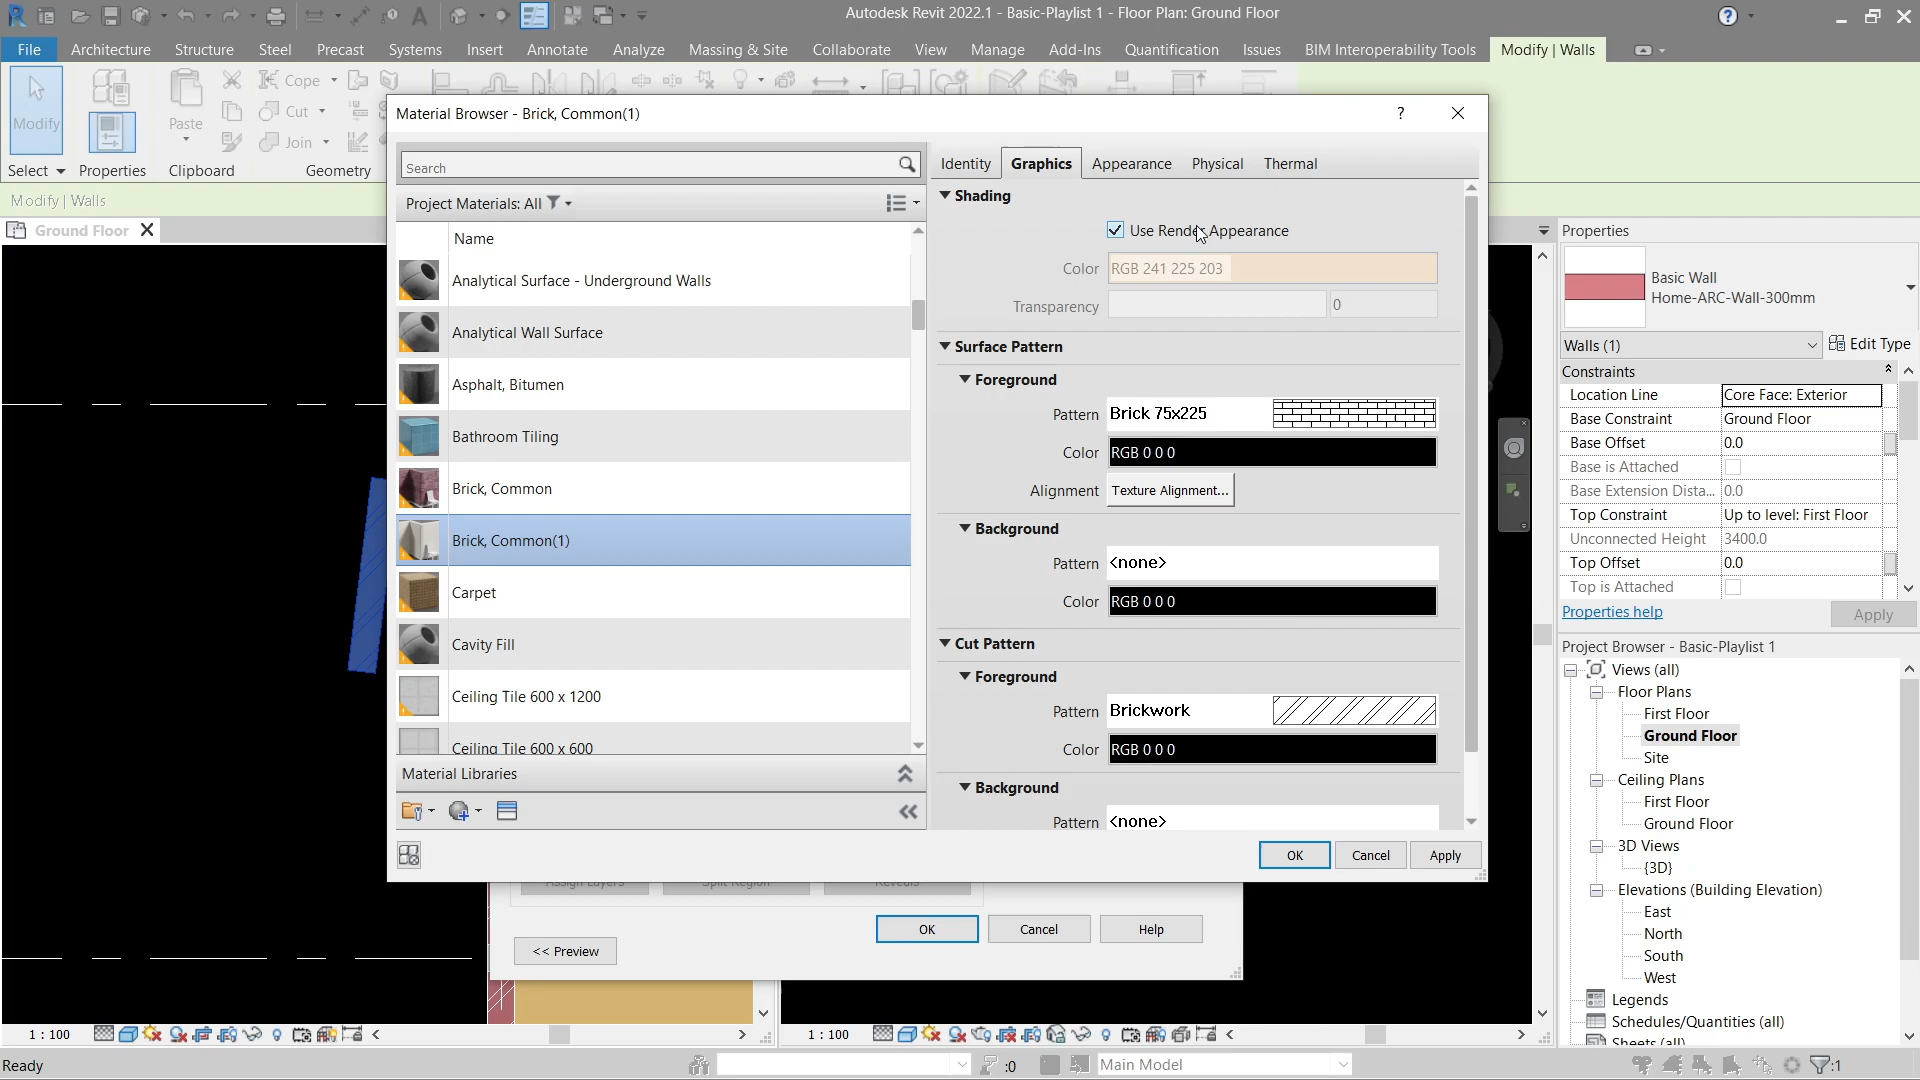 Autodesk Revit 2022.1 - Basic-Playlist 1 - Floor Plan: Ground Floor
File Architecture Structure Steel Precast Systems Insert Annotate Analyze Massing & Site Collaborate View Manage Add-Ins Quantification Issues BIM Interoperability Tools Modify | Walls
Modify
Paste
Cope
Cut
Join
Select Properties Clipboard Geometry
Modify | Walls
Ground Floor
Material Browser - Brick, Common(1)
?
Search
Project Materials: All
Name
Analytical Surface - Underground Walls
Analytical Wall Surface
Asphalt, Bitumen
Bathroom Tiling
Brick, Common
Brick, Common(1)
Carpet
Cavity Fill
Ceiling Tile 600 x 1200
Ceiling Tile 600 x 600
Material Libraries
Identity Graphics Appearance Physical Thermal
Shading
Use Render Appearance
Color RGB 241 225 203
Transparency 0
Surface Pattern
Foreground
Pattern Brick 75x225
Color RGB 0 0 0
Alignment Texture Alignment...
Background
Pattern <none>
Color RGB 0 0 0
Cut Pattern
Foreground
Pattern Brickwork
Color RGB 0 0 0
Background
Pattern <none>
OK Cancel Apply
Assign Layers Split Region Reveals
OK Cancel Help
<< Preview
Properties
Basic Wall
Home-ARC-Wall-300mm
Walls (1) Edit Type
Constraints
Location Line Core Face: Exterior
Base Constraint Ground Floor
Base Offset 0.0
Base is Attached
Base Extension Dista... 0.0
Top Constraint Up to level: First Floor
Unconnected Height 3400.0
Top Offset 0.0
Top is Attached
Properties help Apply
Project Browser - Basic-Playlist 1
Views (all)
Floor Plans
First Floor
Ground Floor
Site
Ceiling Plans
First Floor
Ground Floor
3D Views
{3D}
Elevations (Building Elevation)
East
North
South
West
Legends
Schedules/Quantities (all)
Sheets (all)
1 : 100
1 : 100
Ready
:0
Main Model
:1